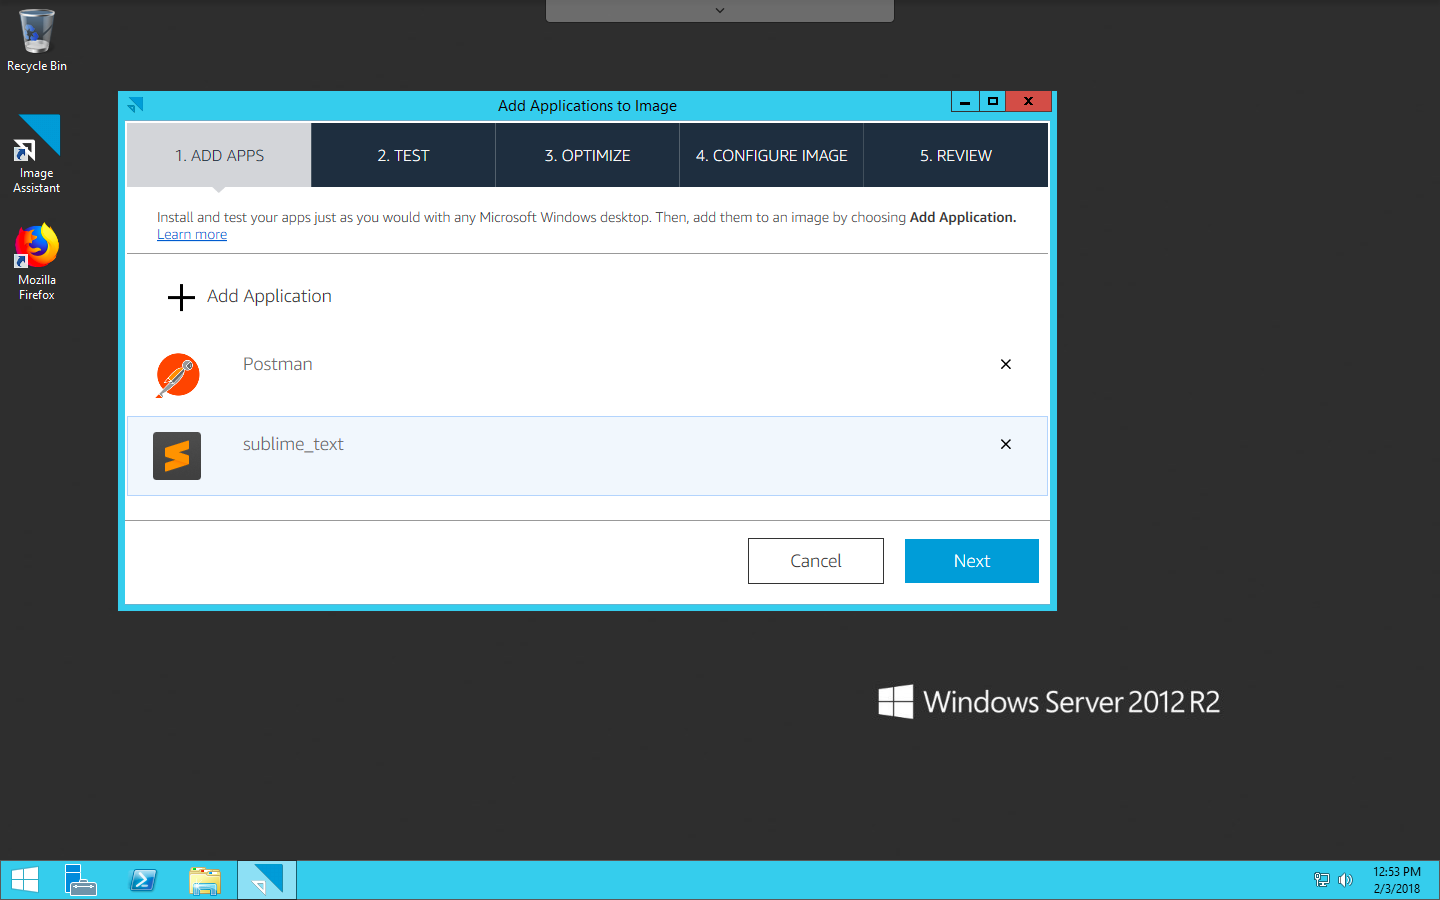 Recycle Bin
Image
Assistant
Mozilla
Firefox
Add Applications to Image
1. ADD APPS
2. TEST
3. OPTIMIZE
4. CONFIGURE IMAGE
5. REVIEW
Install and test your apps just as you would with any Microsoft Windows desktop. Then, add them to an image by choosing Add Application.
Learn more
Add Application
Postman
sublime_text
Cancel
Next
Windows Server 2012 R2
12:53 PM
2/3/2018